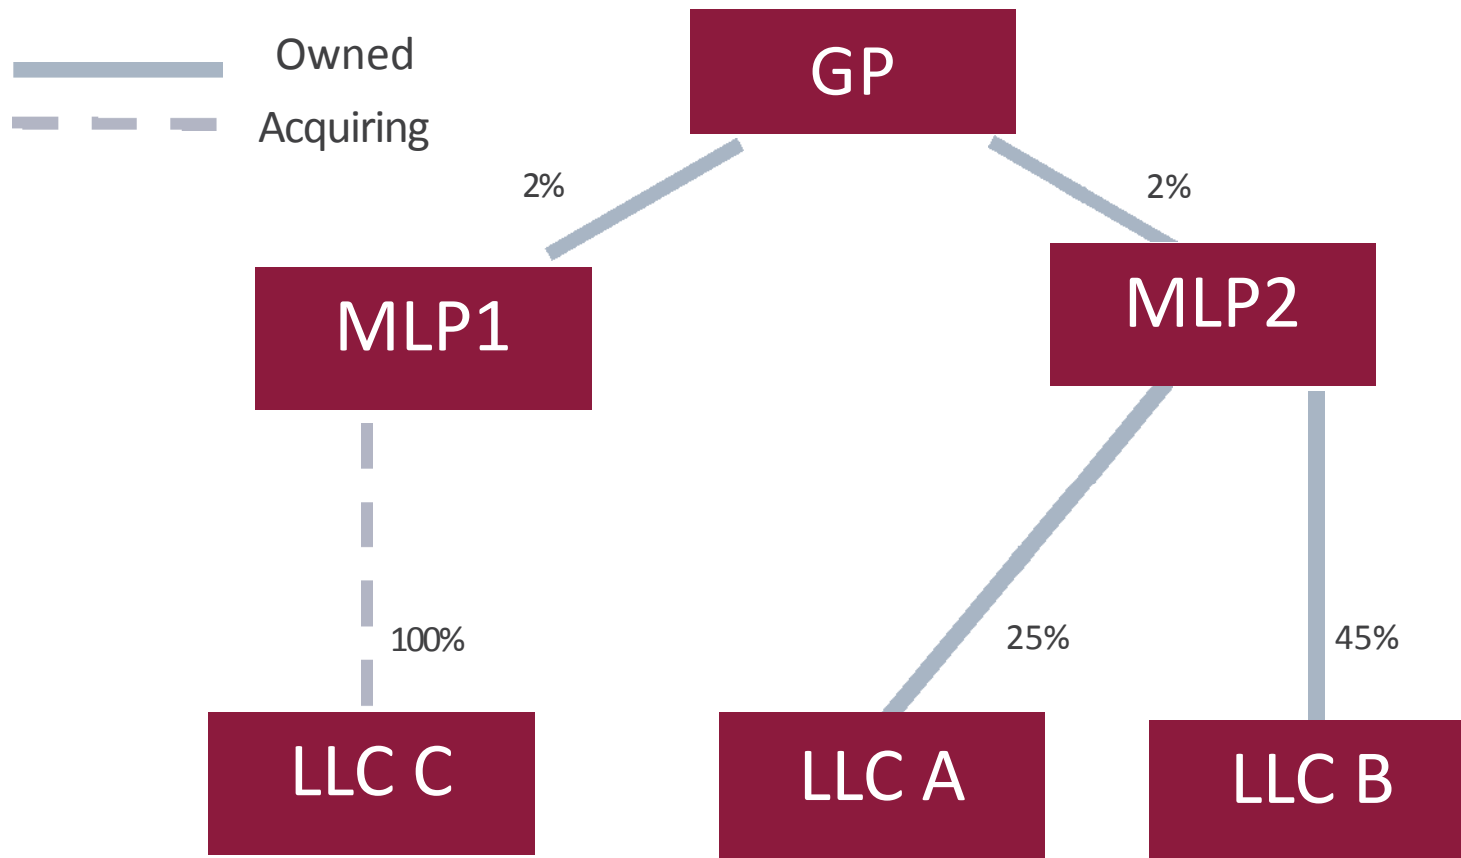 Owned
Acquiring
GP
2%
2%
MLP1
MLP2
100%
25%
45%
LLC C
LLC A
LLC B